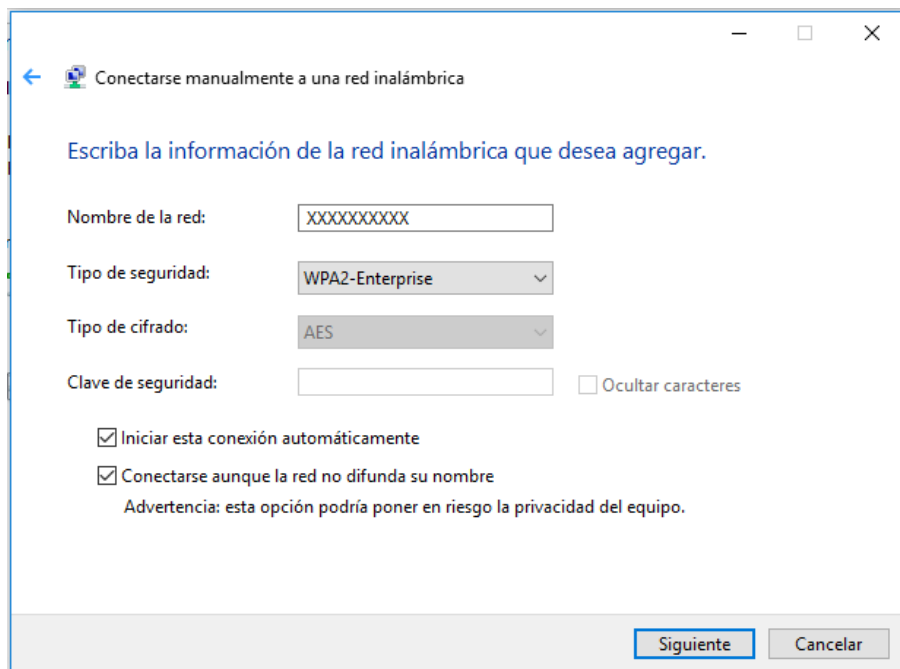 Conectarse manualmente a una red inalámbrica
Escriba la información de la red inalámbrica que desea agregar.
Nombre de la red: XXXXXXXXXX
Tipo de seguridad: WPA2-Enterprise
Tipo de cifrado: AES
Clave de seguridad: Ocultar caracteres
Iniciar esta conexión automáticamente
Conectarse aunque la red no difunda su nombre
Advertencia: esta opción podría poner en riesgo la privacidad del equipo.
Siguiente Cancelar